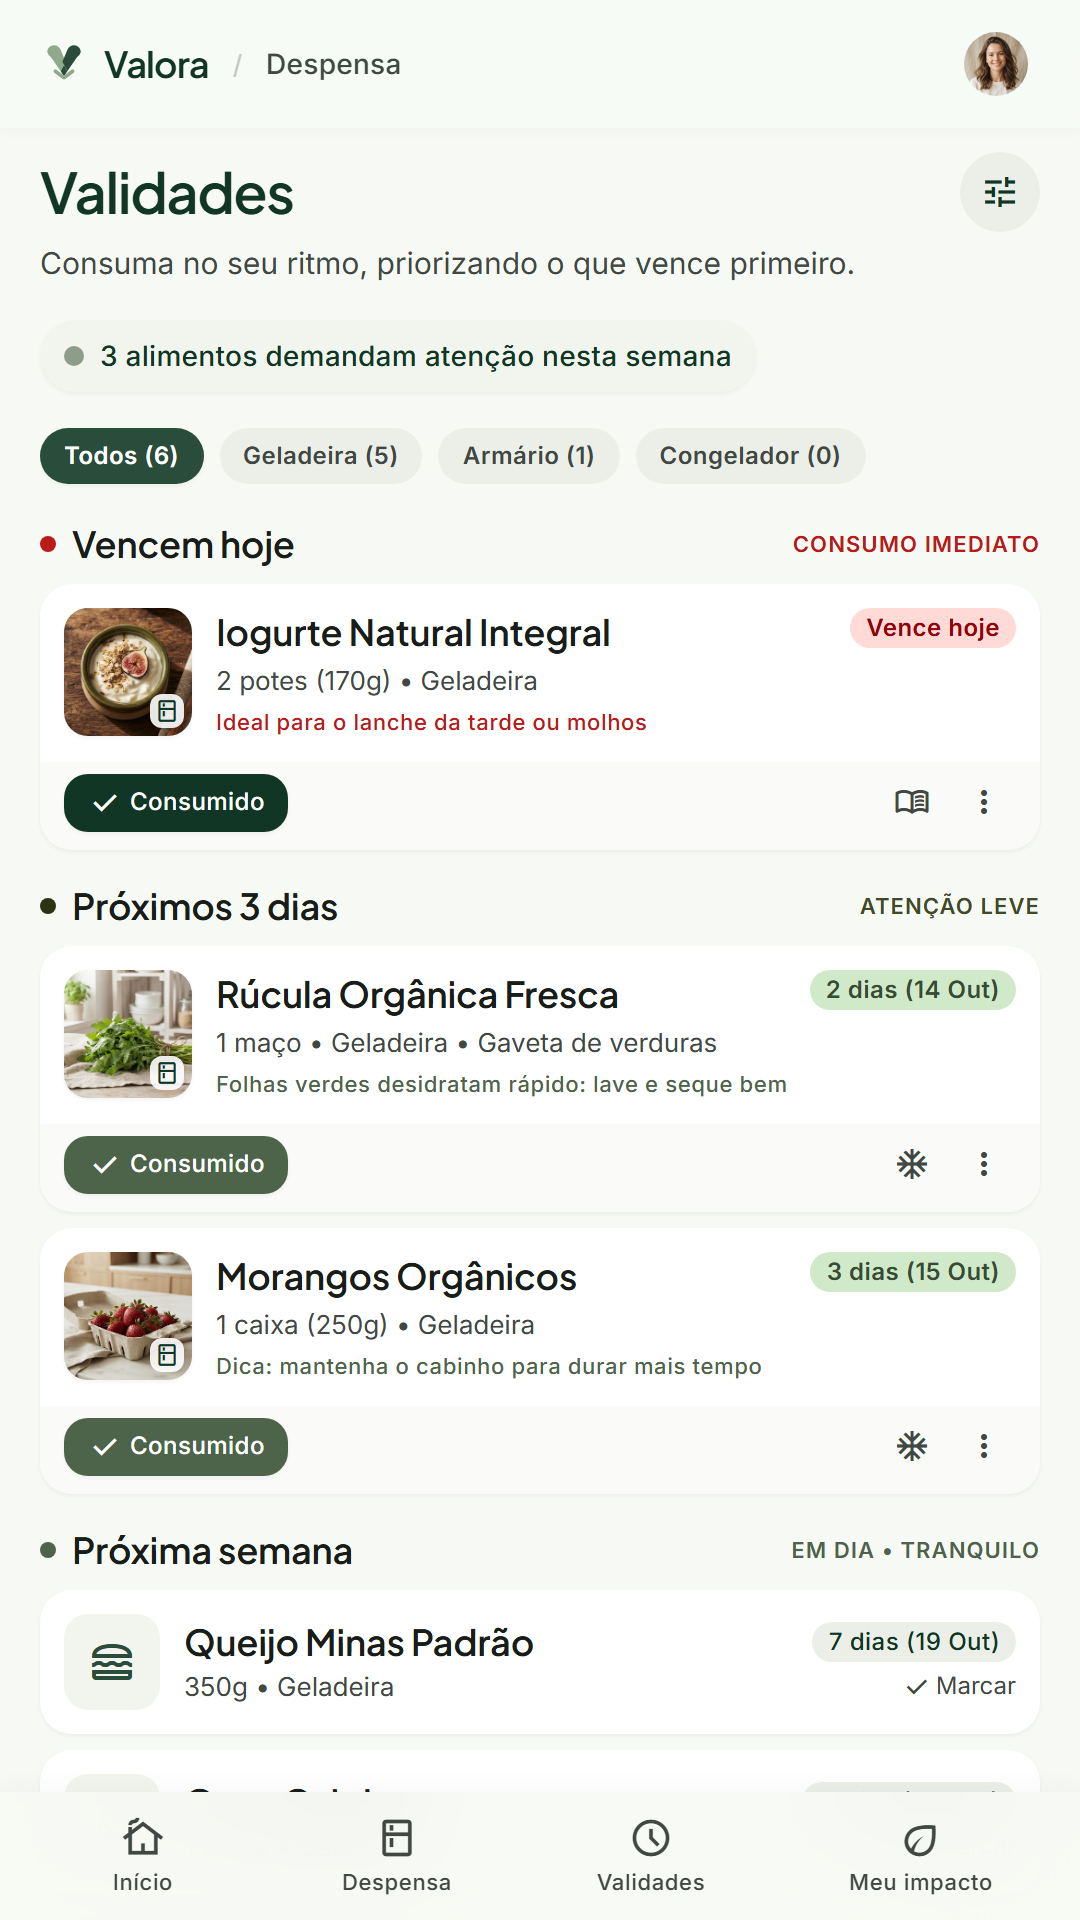 Valora / Despensa
Validades
Consuma no seu ritmo, priorizando o que vence primeiro.
3 alimentos demandam atenção nesta semana
Todos (6)
Geladeira (5)
Armário (1)
Congelador (0)
Vencem hoje
CONSUMO IMEDIATO
Iogurte Natural Integral
Vence hoje
2 potes (170g) • Geladeira
Ideal para o lanche da tarde ou molhos
Consumido
Próximos 3 dias
ATENÇÃO LEVE
Rúcula Orgânica Fresca
2 dias (14 Out)
1 maço • Geladeira • Gaveta de verduras
Folhas verdes desidratam rápido: lave e seque bem
Consumido
Morangos Orgânicos
3 dias (15 Out)
1 caixa (250g) • Geladeira
Dica: mantenha o cabinho para durar mais tempo
Consumido
Próxima semana
EM DIA • TRANQUILO
Queijo Minas Padrão
7 dias (19 Out)
350g • Geladeira
Marcar
Início
Despensa
Validades
Meu impacto